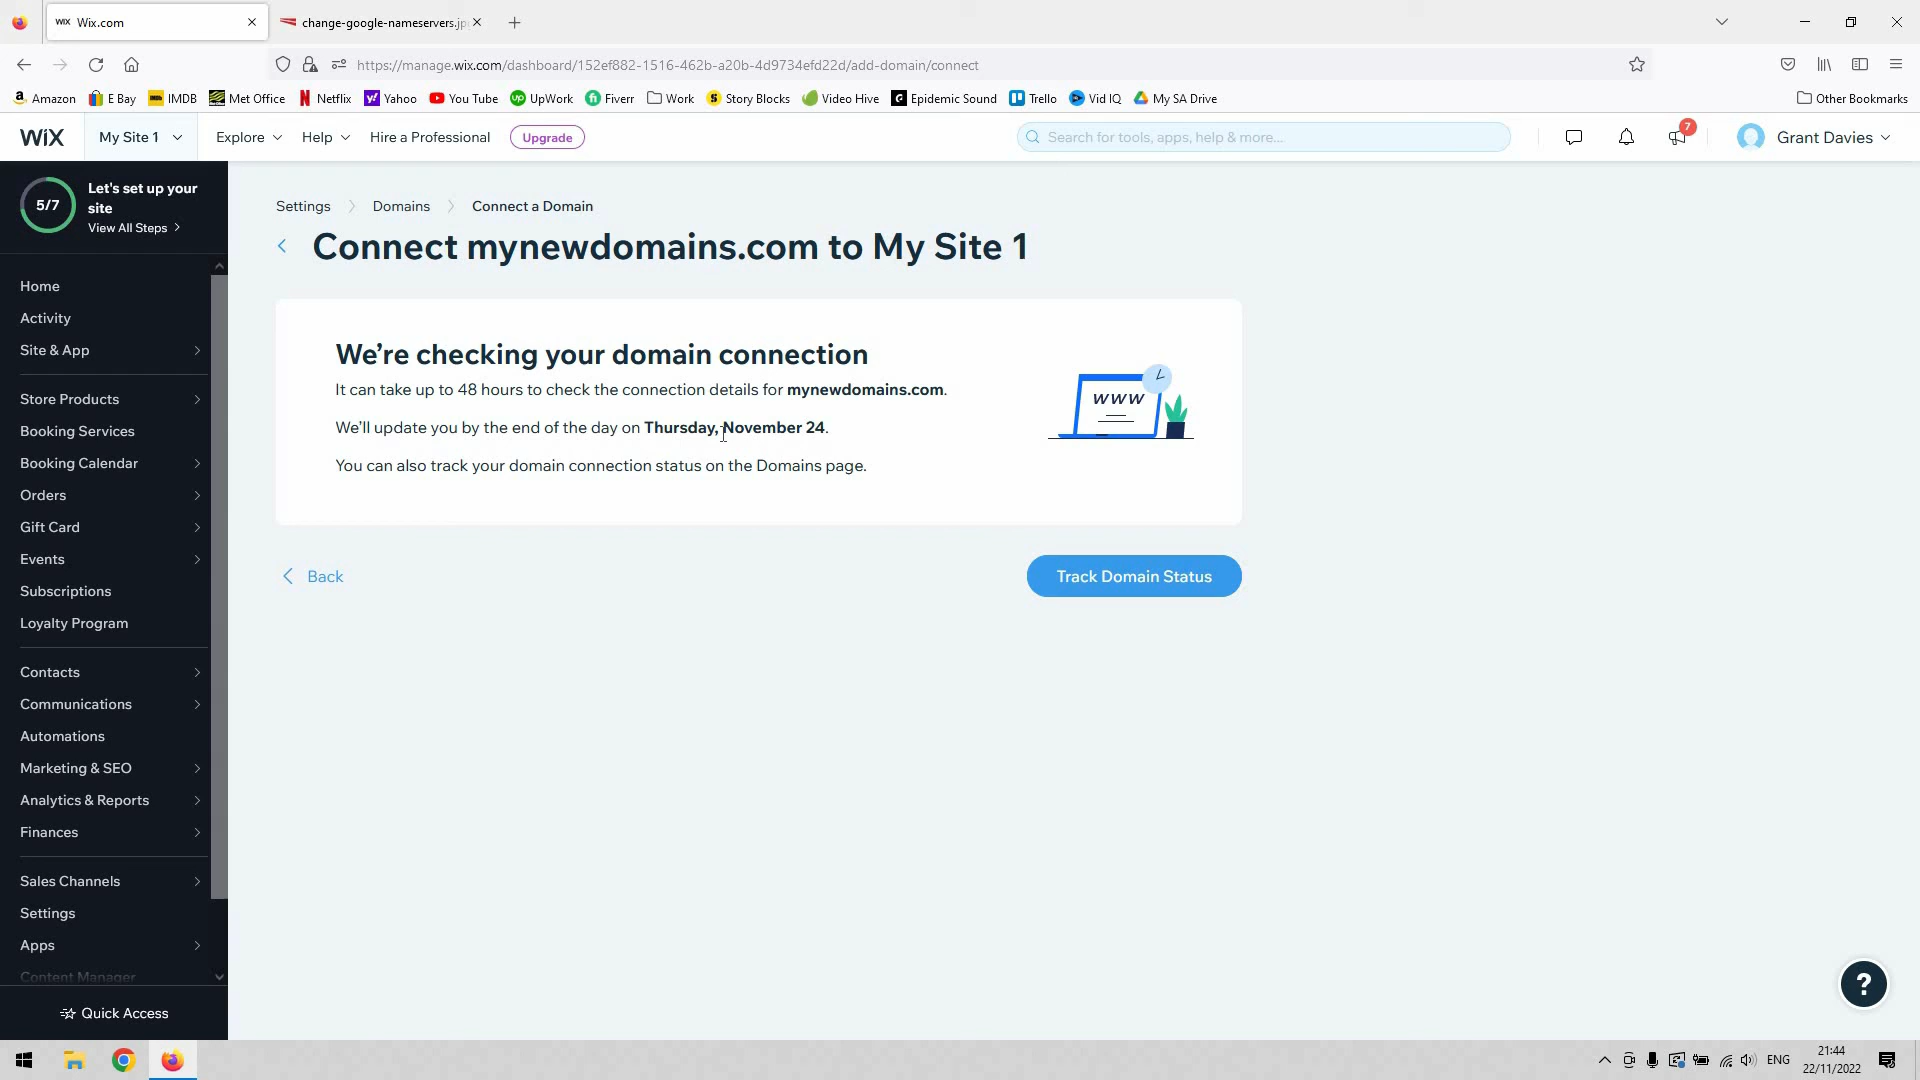 WIX Wix.com
change-google-nameservers.jp
https://manage.wix.com/dashboard/152ef882-1516-462b-a20b-4d9734efd22d/add-domain/connect
Amazon
E Bay
IMDB
Met Office
Netflix
Yahoo
You Tube
UpWork
Fiverr
Work
Story Blocks
Video Hive
Epidemic Sound
Trello
Vid IQ
My SA Drive
Other Bookmarks
WIX
My Site 1
Explore
Help
Hire a Professional
Upgrade
Search for tools, apps, help & more...
7
Grant Davies
5/7
Let's set up your
site
View All Steps
Home
Activity
Site & App
Store Products
Booking Services
Booking Calendar
Orders
Gift Card
Events
Subscriptions
Loyalty Program
Contacts
Communications
Automations
Marketing & SEO
Analytics & Reports
Finances
Sales Channels
Settings
Apps
Content Manager
Quick Access
Settings
Domains
Connect a Domain
Connect mynewdomains.com to My Site 1
We're checking your domain connection
It can take up to 48 hours to check the connection details for mynewdomains.com.
We'll update you by the end of the day on Thursday, November 24.
You can also track your domain connection status on the Domains page.
WWW
Back
Track Domain Status
?
ENG
21:44
22/11/2022